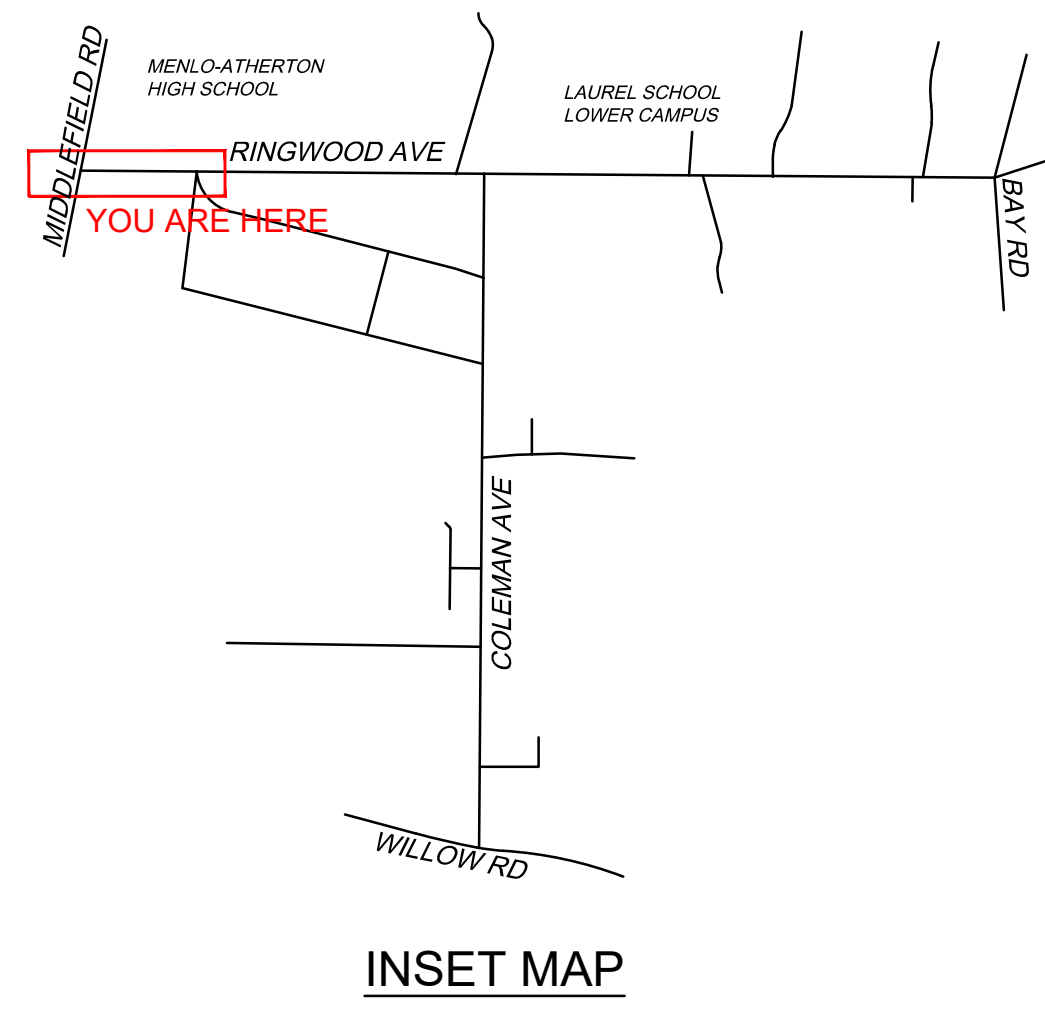 MIDDLEFIELD RD
MENLO-ATHERTON
HIGH SCHOOL
LAUREL SCHOOL
LOWER CAMPUS
RINGWOOD AVE
YOU ARE HERE
BAY RD
COLEMAN AVE
WILLOW RD
INSET MAP